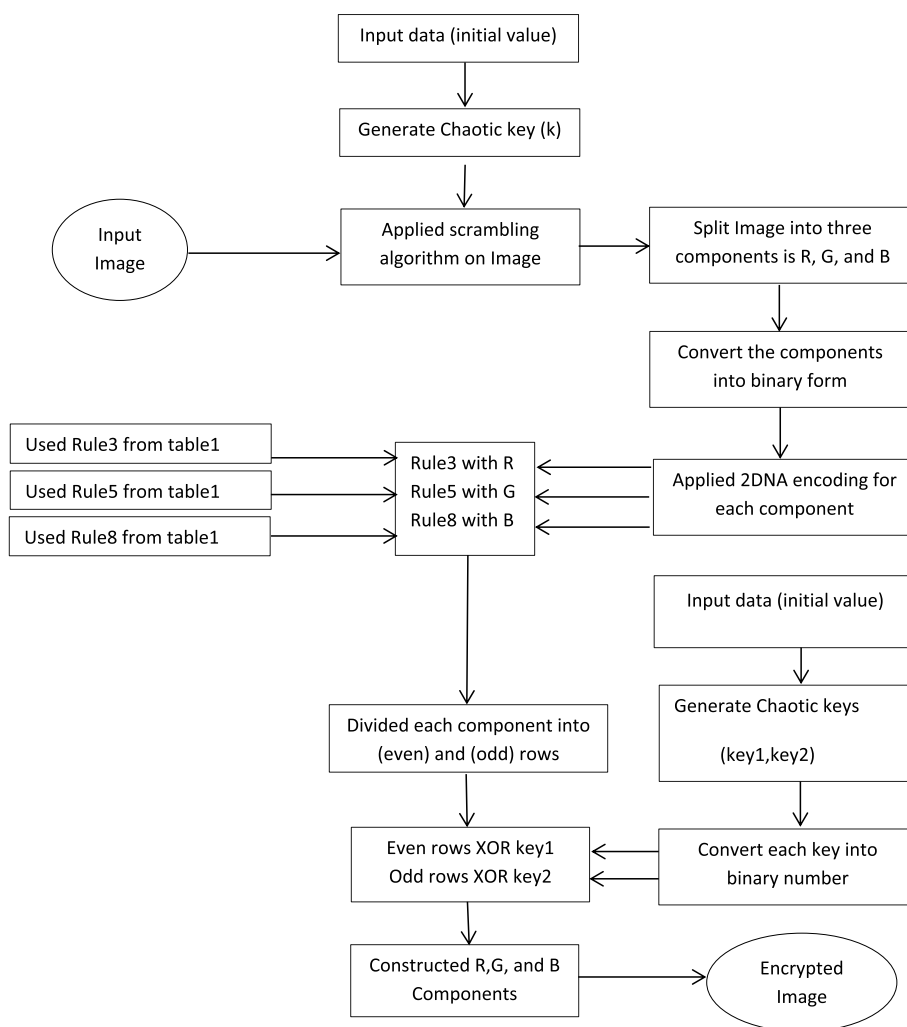 Input data (initial value)
Generate Chaotic key (k)
Input
Image
Applied scrambling
algorithm on Image
Split Image into three
components is R, G, and B
Convert the components
into binary form
Used Rule3 from table1
Used Rule5 from table1
Used Rule8 from table1
Rule3 with R
Rule5 with G
Rule8 with B
Applied 2DNA encoding for
each component
Input data (initial value)
Generate Chaotic keys
(key1,key2)
Divided each component into
(even) and (odd) rows
Even rows XOR key1
Odd rows XOR key2
Convert each key into
binary number
Constructed R,G, and B
Components
Encrypted
Image